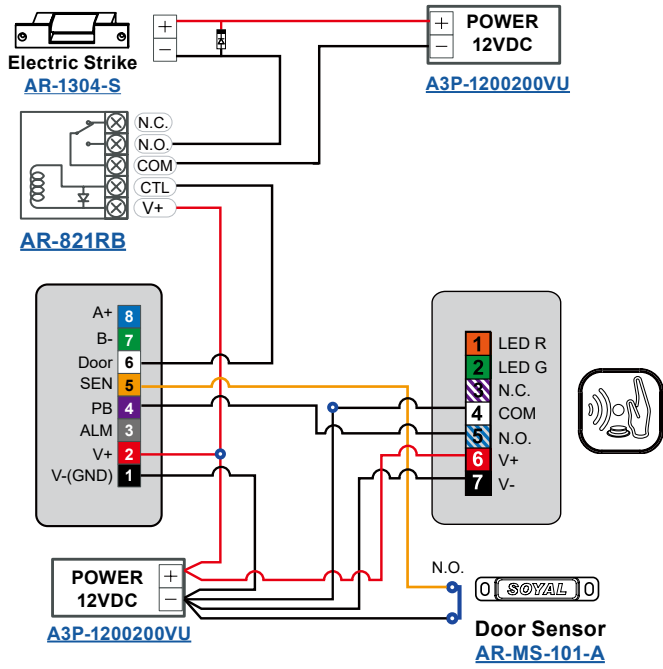 Electric Strike
AR-1304-S
+
−
+
−
POWER
12VDC
A3P-1200200VU
N.C.
N.O.
COM
CTL
V+
AR-821RB
A+ 8
B- 7
Door 6
SEN 5
PB 4
ALM 3
V+ 2
V-(GND) 1
1 LED R
2 LED G
3 N.C.
4 COM
5 N.O.
6 V+
7 V-
POWER
12VDC
+
−
A3P-1200200VU
N.O.
SOYAL
Door Sensor
AR-MS-101-A